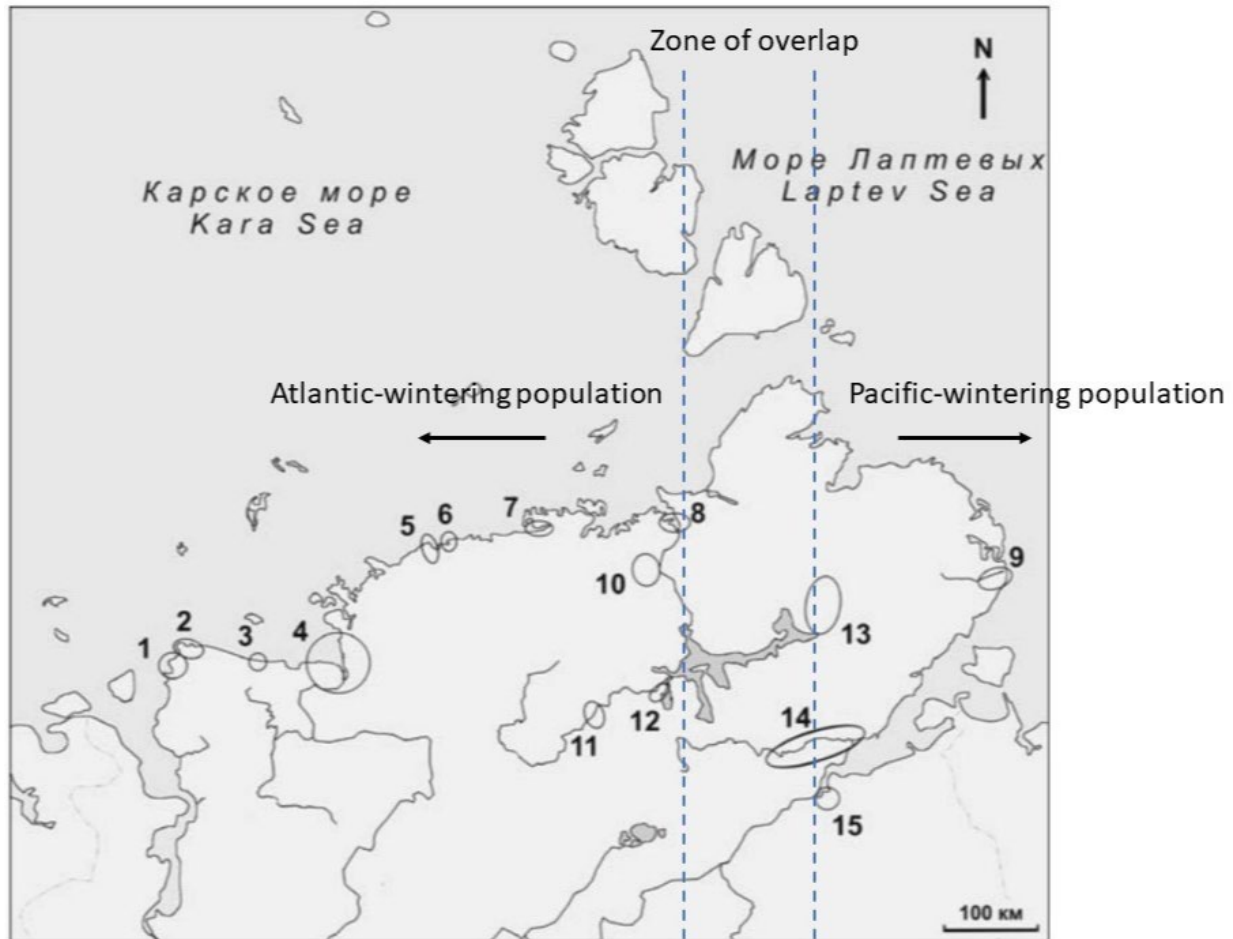 Zone of overlap
N
Карское море
Kara Sea
Море Лаптевых
Laptev Sea
Atlantic-wintering population
Pacific-wintering population
1
2
3
4
5
6
7
8
9
10
11
12
13
14
15
100 км